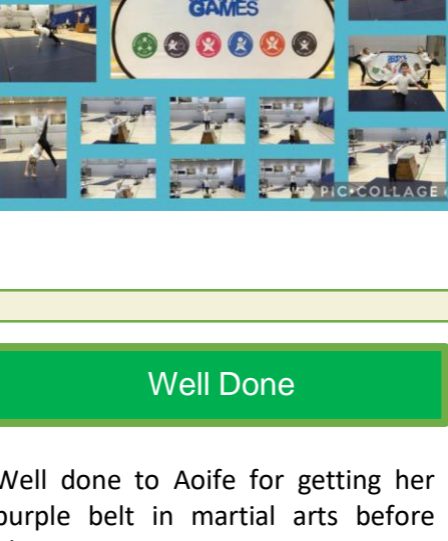 GAMES
PIC•COLLAGE
Well Done
Well done to Aoife for getting her
purple belt in martial arts before